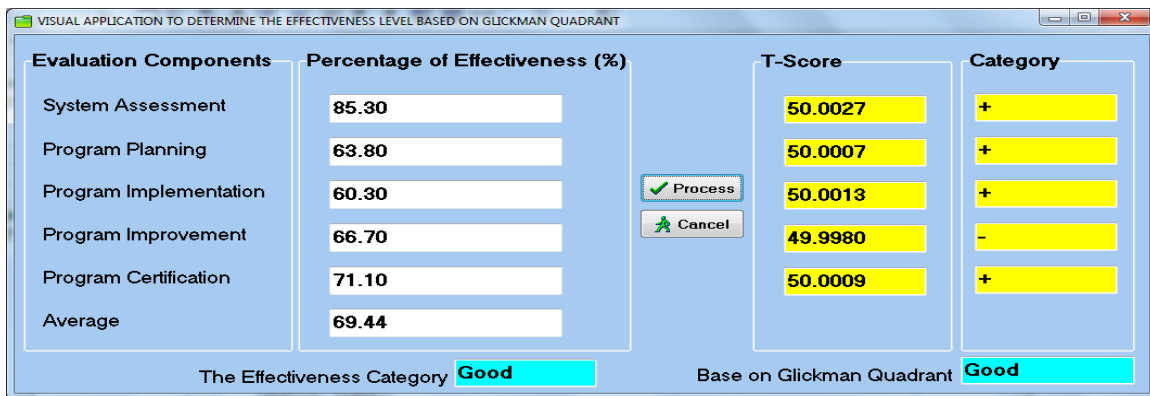 VISUAL APPLICATION TO DETERMINE THE EFFECTIVENESS LEVEL BASED ON GLICKMAN QUADRANT
Evaluation Components Percentage of Effectiveness (%) T-Score Category
System Assessment 85.30 50.0027 +
Program Planning 63.80 50.0007 +
Program Implementation 60.30 Process 50.0013 +
Program Improvement 66.70 Cancel 49.9980 -
Program Certification 71.10 50.0009 +
Average 69.44
The Effectiveness Category Good Base on Glickman Quadrant Good